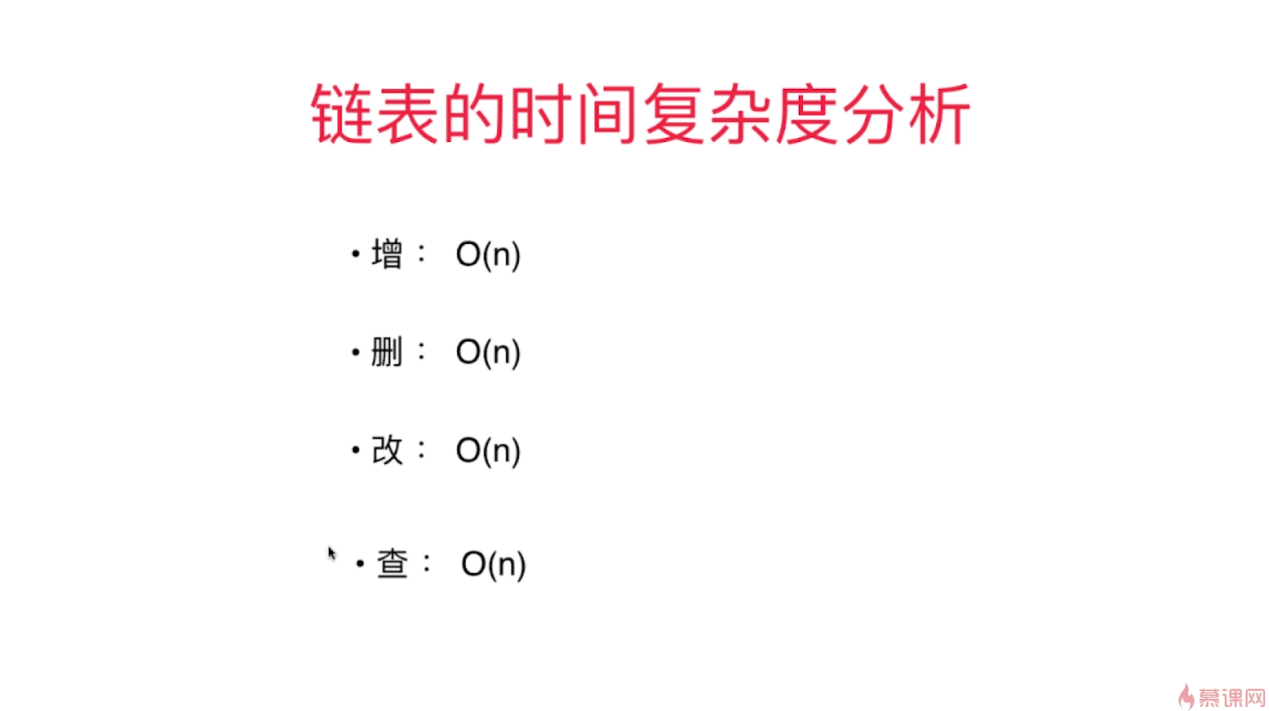 链表的时间复杂度分析
• 增： O(n)
• 删： O(n)
• 改： O(n)
• 查： O(n)
慕课网